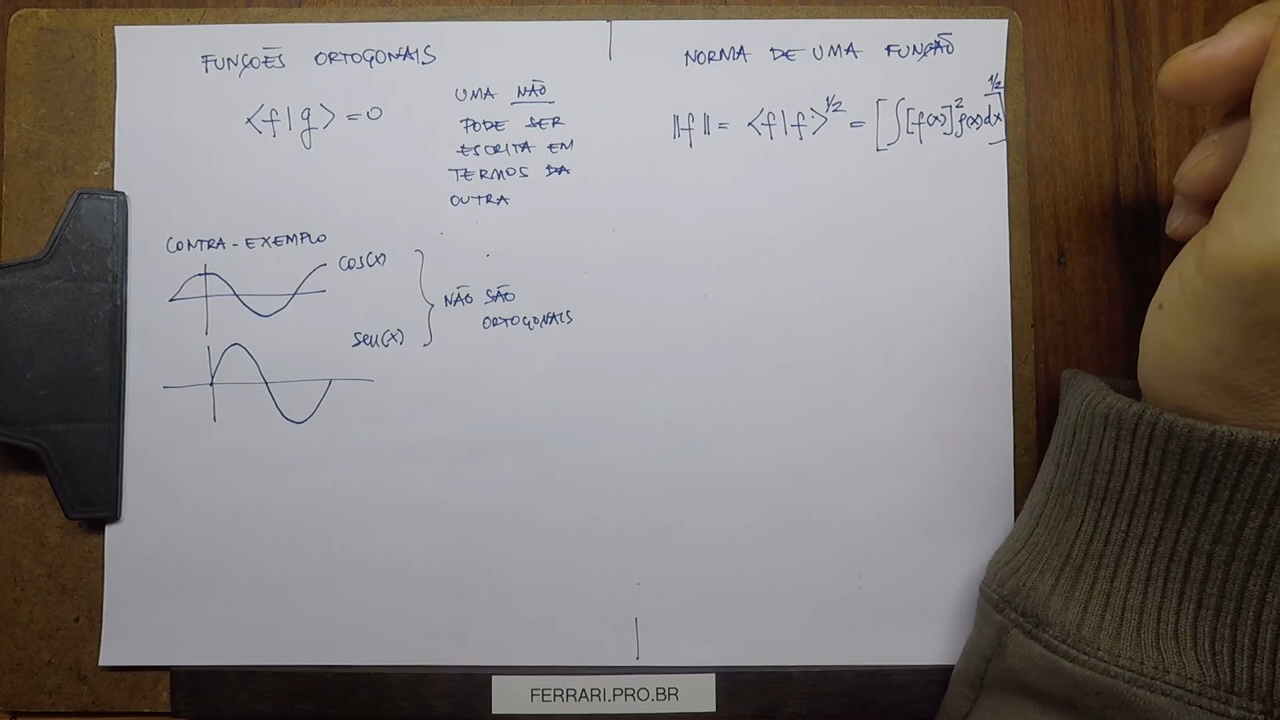 FUNÇÕES ORTOGONAIS
<f|g> = 0
UMA NÃO
PODE SER
ESCRITA EM
TERMOS DA
OUTRA
CONTRA-EXEMPLO
cos(x)
sen(x)
NÃO SÃO
ORTOGONAIS
NORMA DE UMA FUNÇÃO
||f|| = <f|f>^1/2 = [∫[f(x)]²ρ(x)dx]^1/2
FERRARI.PRO.BR